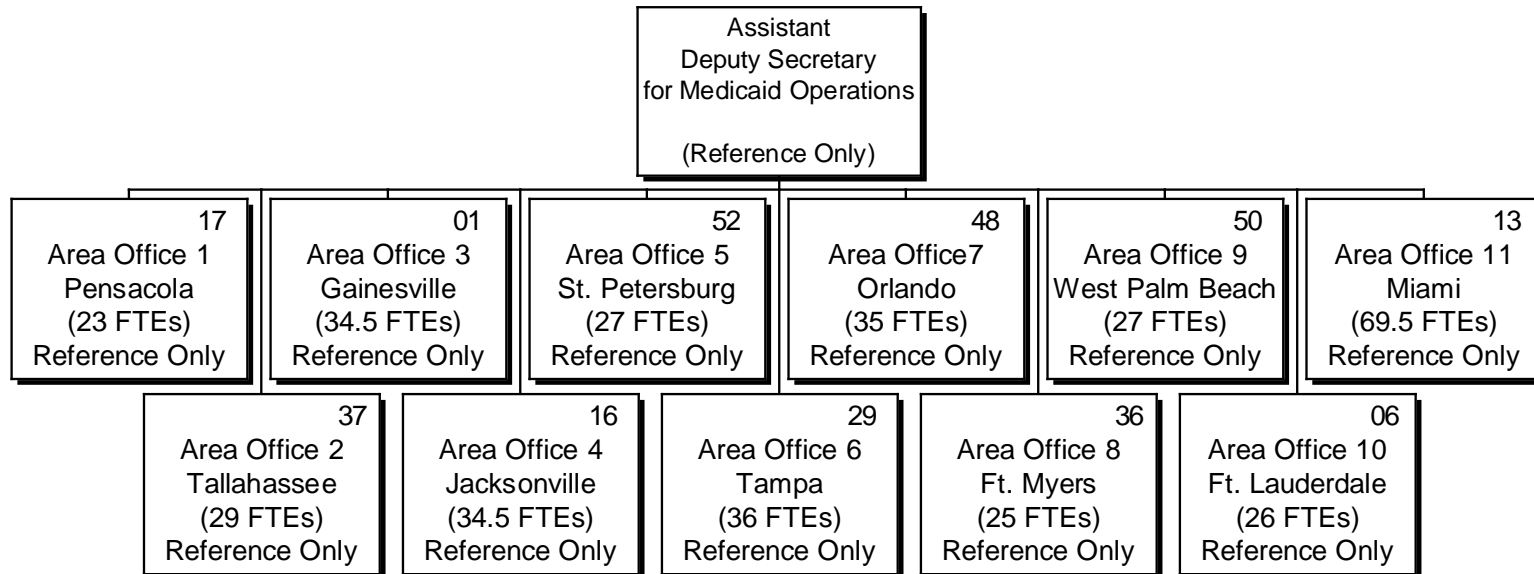 Assistant
Deputy Secretary
for Medicaid Operations
(Reference Only)
17
Area Office 1
Pensacola
(23 FTEs)
Reference Only
01
Area Office 3
Gainesville
(34.5 FTEs)
Reference Only
52
Area Office 5
St. Petersburg
(27 FTEs)
Reference Only
48
Area Office7
Orlando
(35 FTEs)
Reference Only
50
Area Office 9
West Palm Beach
(27 FTEs)
Reference Only
13
Area Office 11
Miami
(69.5 FTEs)
Reference Only
37
Area Office 2
Tallahassee
(29 FTEs)
Reference Only
16
Area Office 4
Jacksonville
(34.5 FTEs)
Reference Only
29
Area Office 6
Tampa
(36 FTEs)
Reference Only
36
Area Office 8
Ft. Myers
(25 FTEs)
Reference Only
06
Area Office 10
Ft. Lauderdale
(26 FTEs)
Reference Only